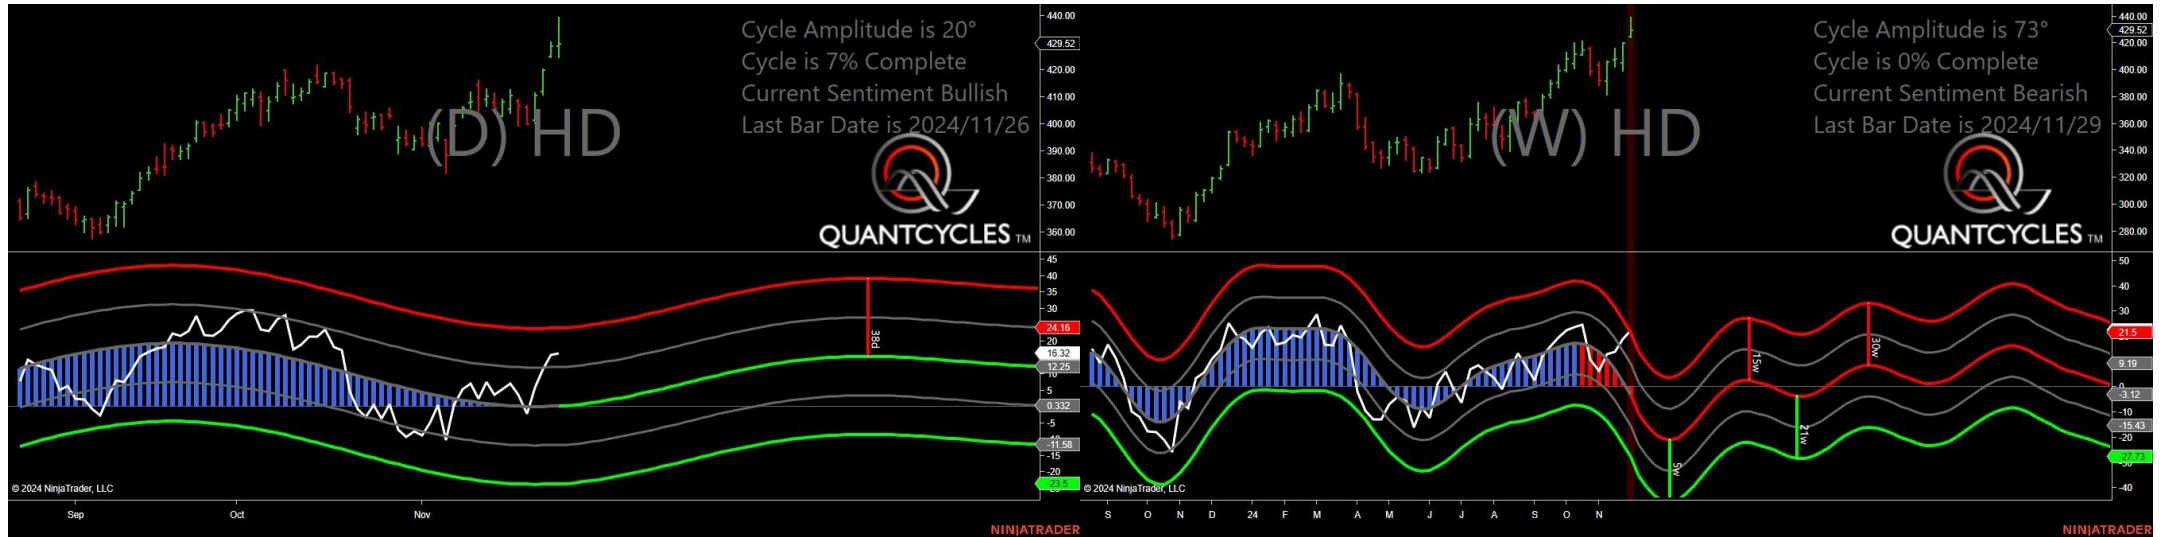 Cycle Amplitude is 20°
Cycle is 7% Complete
Current Sentiment Bullish
Last Bar Date is 2024/11/26
(D) HD
QUANTCYCLES TM
440.00
429.52
420.00
410.00
400.00
390.00
380.00
370.00
360.00
45
40
35
30
24.16
20
16.32
12.25
10
5
0.332
-5
-11.58
-15
-20
-23.5
38d
© 2024 NinjaTrader, LLC
Sep Oct Nov
NINJATRADER
Cycle Amplitude is 73°
Cycle is 0% Complete
Current Sentiment Bearish
Last Bar Date is 2024/11/29
(W) HD
QUANTCYCLES TM
440.00
429.52
420.00
400.00
380.00
360.00
340.00
320.00
300.00
280.00
50
40
30
21.5
9.19
0
-3.12
-10
-15.43
-20
-27.73
-40
15w
30w
21w
5w
© 2024 NinjaTrader, LLC
S O N D 24 F M A M J J A S O N
NINJATRADER